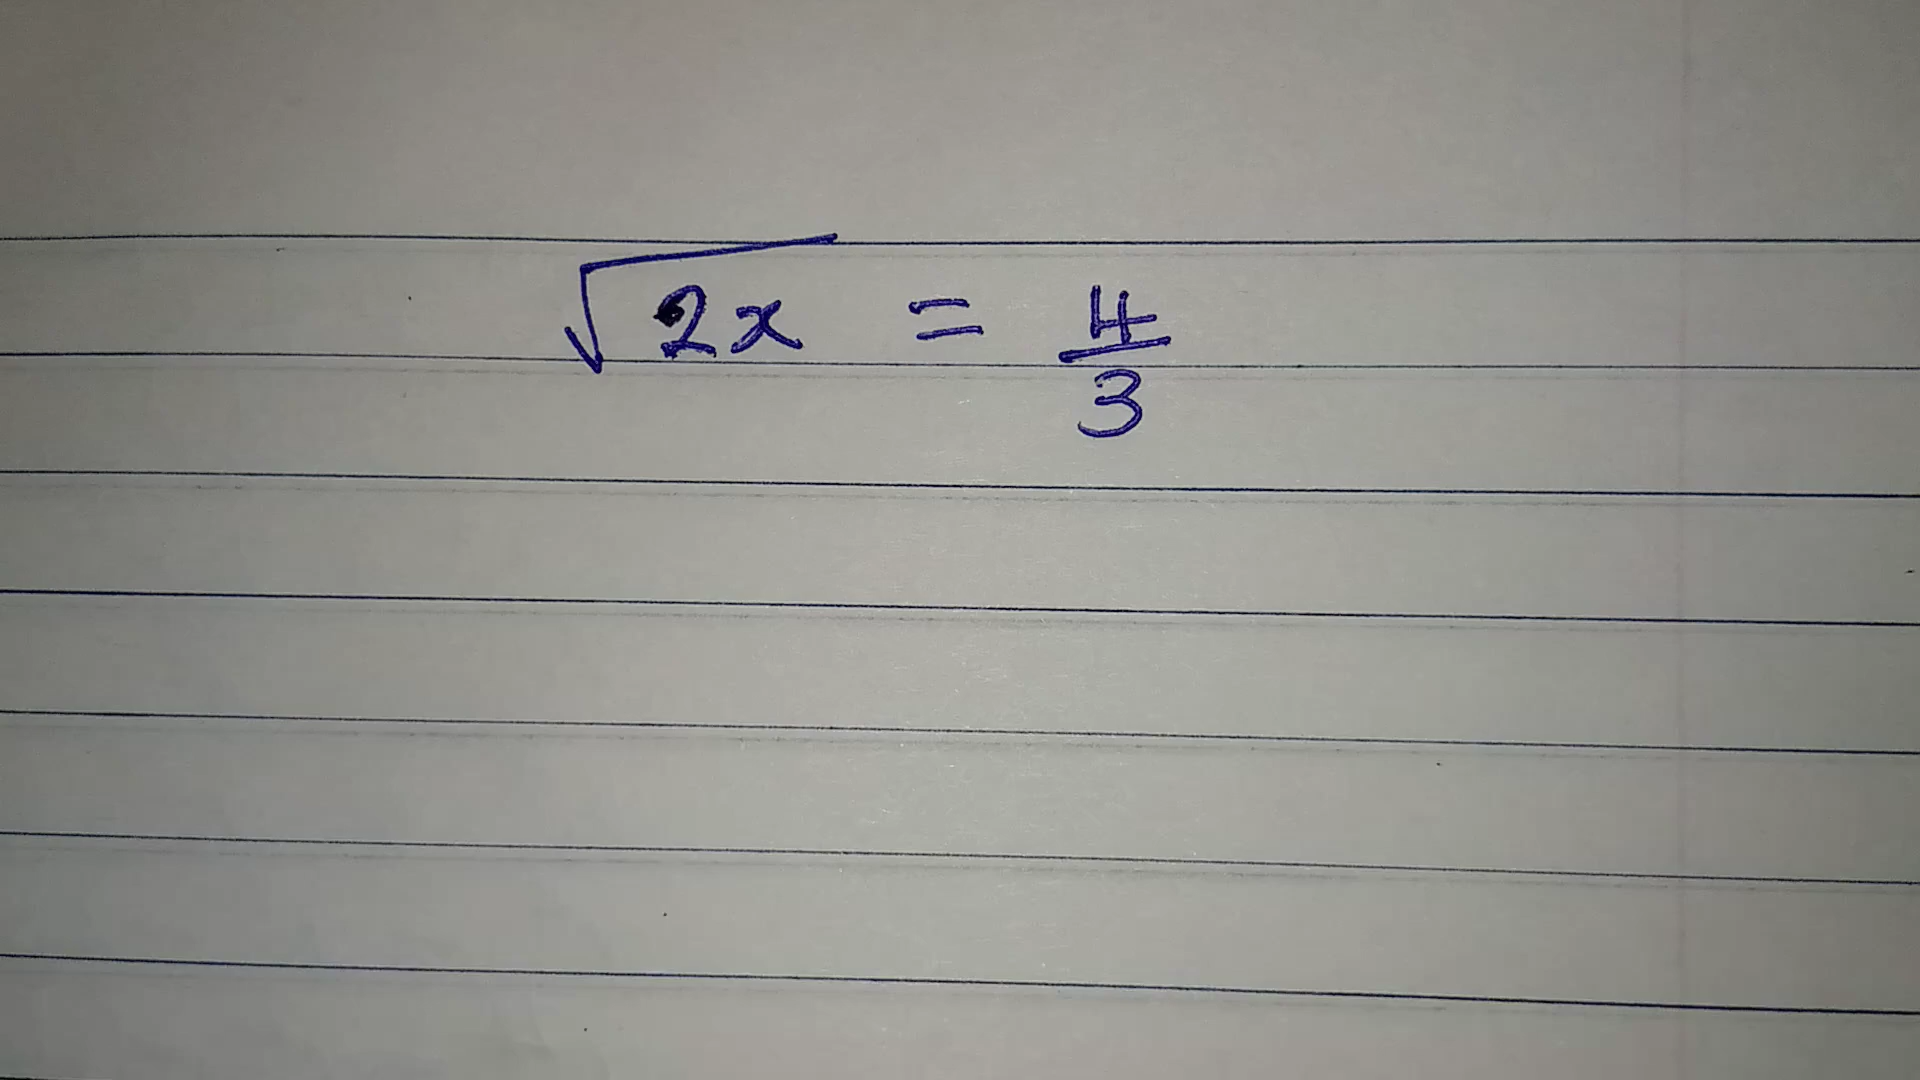 √2x = 4/3